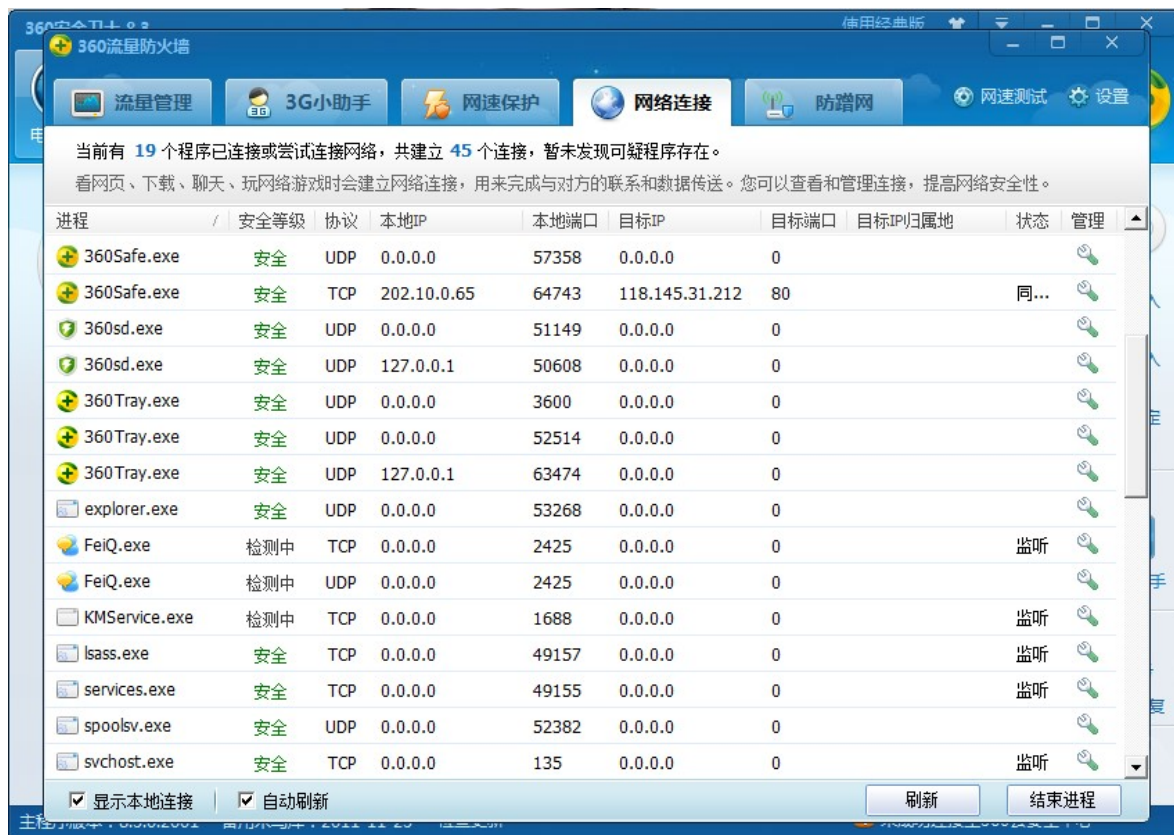 360安全卫士 8.3 使用经典版
360流量防火墙
流量管理 3G小助手 网速保护 网络连接 防蹭网 网速测试 设置
当前有 19 个程序已连接或尝试连接网络，共建立 45 个连接，暂未发现可疑程序存在。
看网页、下载、聊天、玩网络游戏时会建立网络连接，用来完成与对方的联系和数据传送。您可以查看和管理连接，提高网络安全性。
进程 / 安全等级 协议 本地IP 本地端口 目标IP 目标端口 目标IP归属地 状态 管理
360Safe.exe 安全 UDP 0.0.0.0 57358 0.0.0.0 0
360Safe.exe 安全 TCP 202.10.0.65 64743 118.145.31.212 80 同...
360sd.exe 安全 UDP 0.0.0.0 51149 0.0.0.0 0
360sd.exe 安全 UDP 127.0.0.1 50608 0.0.0.0 0
360Tray.exe 安全 UDP 0.0.0.0 3600 0.0.0.0 0
360Tray.exe 安全 UDP 0.0.0.0 52514 0.0.0.0 0
360Tray.exe 安全 UDP 127.0.0.1 63474 0.0.0.0 0
explorer.exe 安全 UDP 0.0.0.0 53268 0.0.0.0 0
FeiQ.exe 检测中 TCP 0.0.0.0 2425 0.0.0.0 0 监听
FeiQ.exe 检测中 UDP 0.0.0.0 2425 0.0.0.0 0
KMService.exe 检测中 TCP 0.0.0.0 1688 0.0.0.0 0 监听
lsass.exe 安全 TCP 0.0.0.0 49157 0.0.0.0 0 监听
services.exe 安全 TCP 0.0.0.0 49155 0.0.0.0 0 监听
spoolsv.exe 安全 UDP 0.0.0.0 52382 0.0.0.0 0
svchost.exe 安全 TCP 0.0.0.0 135 0.0.0.0 0 监听
显示本地连接 自动刷新 刷新 结束进程